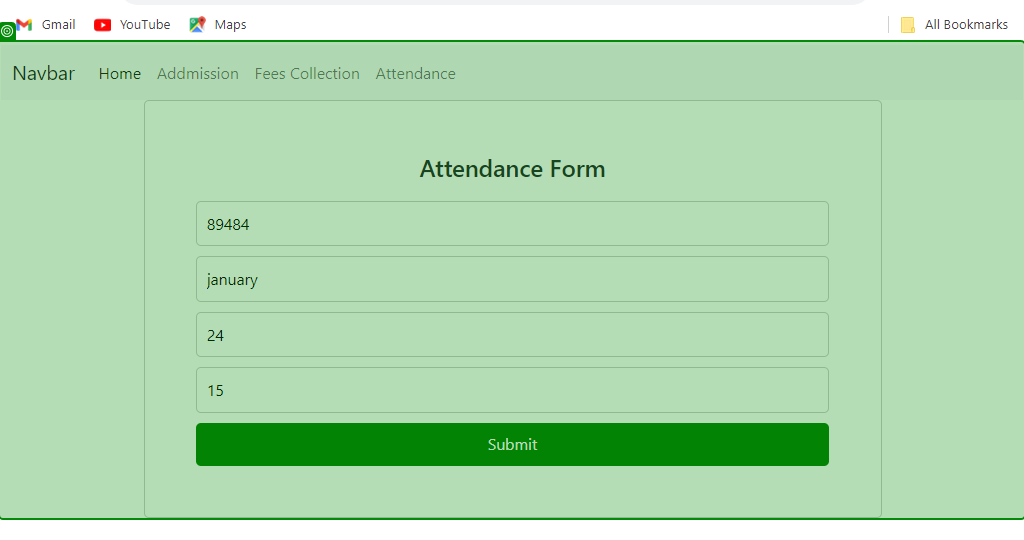 Gmail YouTube Maps All Bookmarks
Navbar Home Addmission Fees Collection Attendance
Attendance Form
89484
january
24
15
Submit